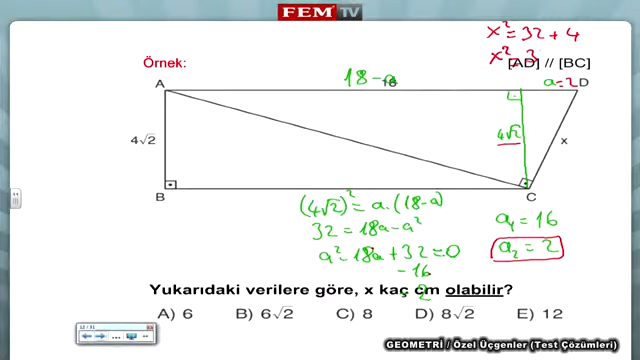 FEM TV
x² = 32 + 4
x² = 3
Örnek:
[AD] // [BC]
18 - a
18
a = 2
A
D
4√2
4√2
x
B
C
(4√2)² = a. (18-a)
32 = 18a - a²
a² - 18a + 32 = 0
-16
-2
a₁ = 16
a₂ = 2
Yukarıdaki verilere göre, x kaç cm olabilir?
A) 6 B) 6√2 C) 8 D) 8√2 E) 12
12 / 31
GEOMETRİ / Özel Üçgenler (Test Çözümleri)